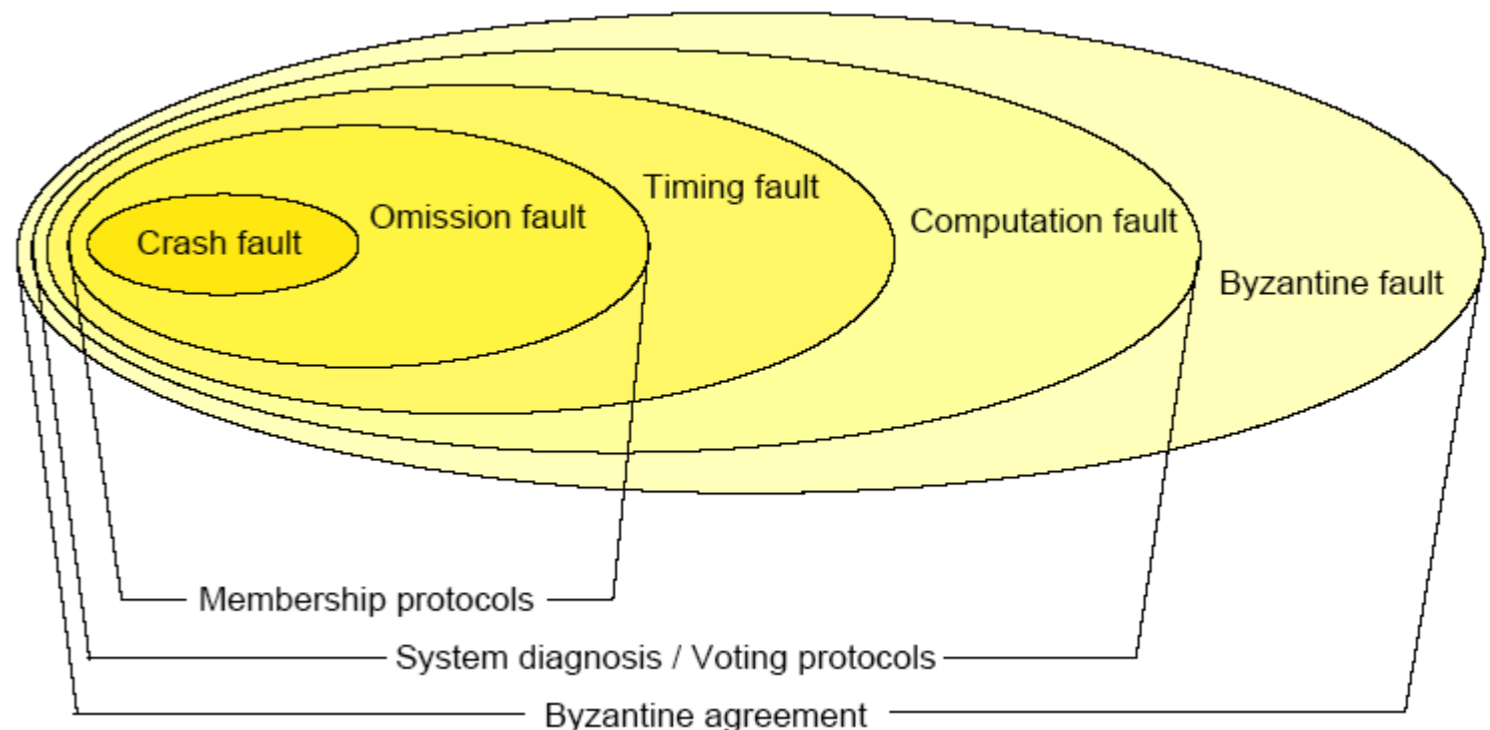 Crash fault
Omission fault
Timing fault
Computation fault
Byzantine fault
Membership protocols
System diagnosis / Voting protocols
Byzantine agreement